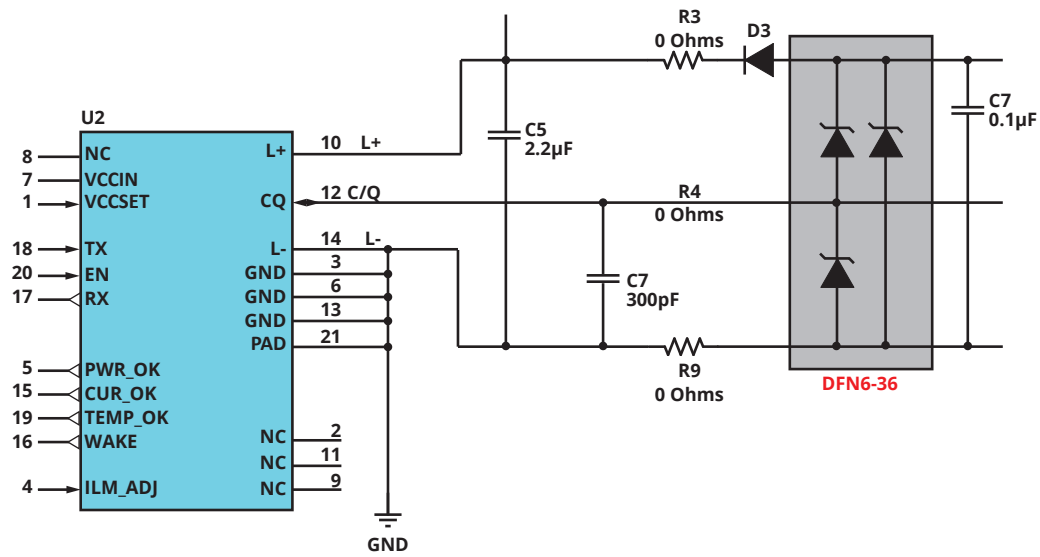 R3
0 Ohms
D3
U2
C5
2.2µF
C7
0.1µF
8 NC
7 VCCIN
1 VCCSET
18 TX
20 EN
17 RX
5 PWR_OK
15 CUR_OK
19 TEMP_OK
16 WAKE
4 ILM_ADJ
L+ 10 L+
CQ 12 C/Q
L- 14 L-
GND 3
GND 6
GND 13
PAD 21
NC 2
NC 11
NC 9
R4
0 Ohms
C7
300pF
R9
0 Ohms
DFN6-36
GND